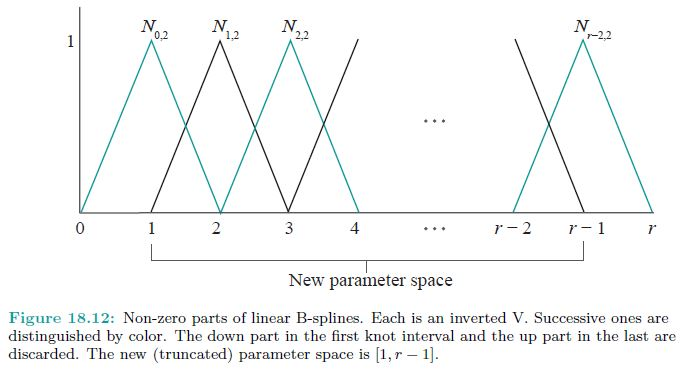 N0,2 N1,2 N2,2 Nr−2,2
1
...
0 1 2 3 4 ... r − 2 r − 1 r
New parameter space
Figure 18.12: Non-zero parts of linear B-splines. Each is an inverted V. Successive ones are
distinguished by color. The down part in the first knot interval and the up part in the last are
discarded. The new (truncated) parameter space is [1, r − 1].